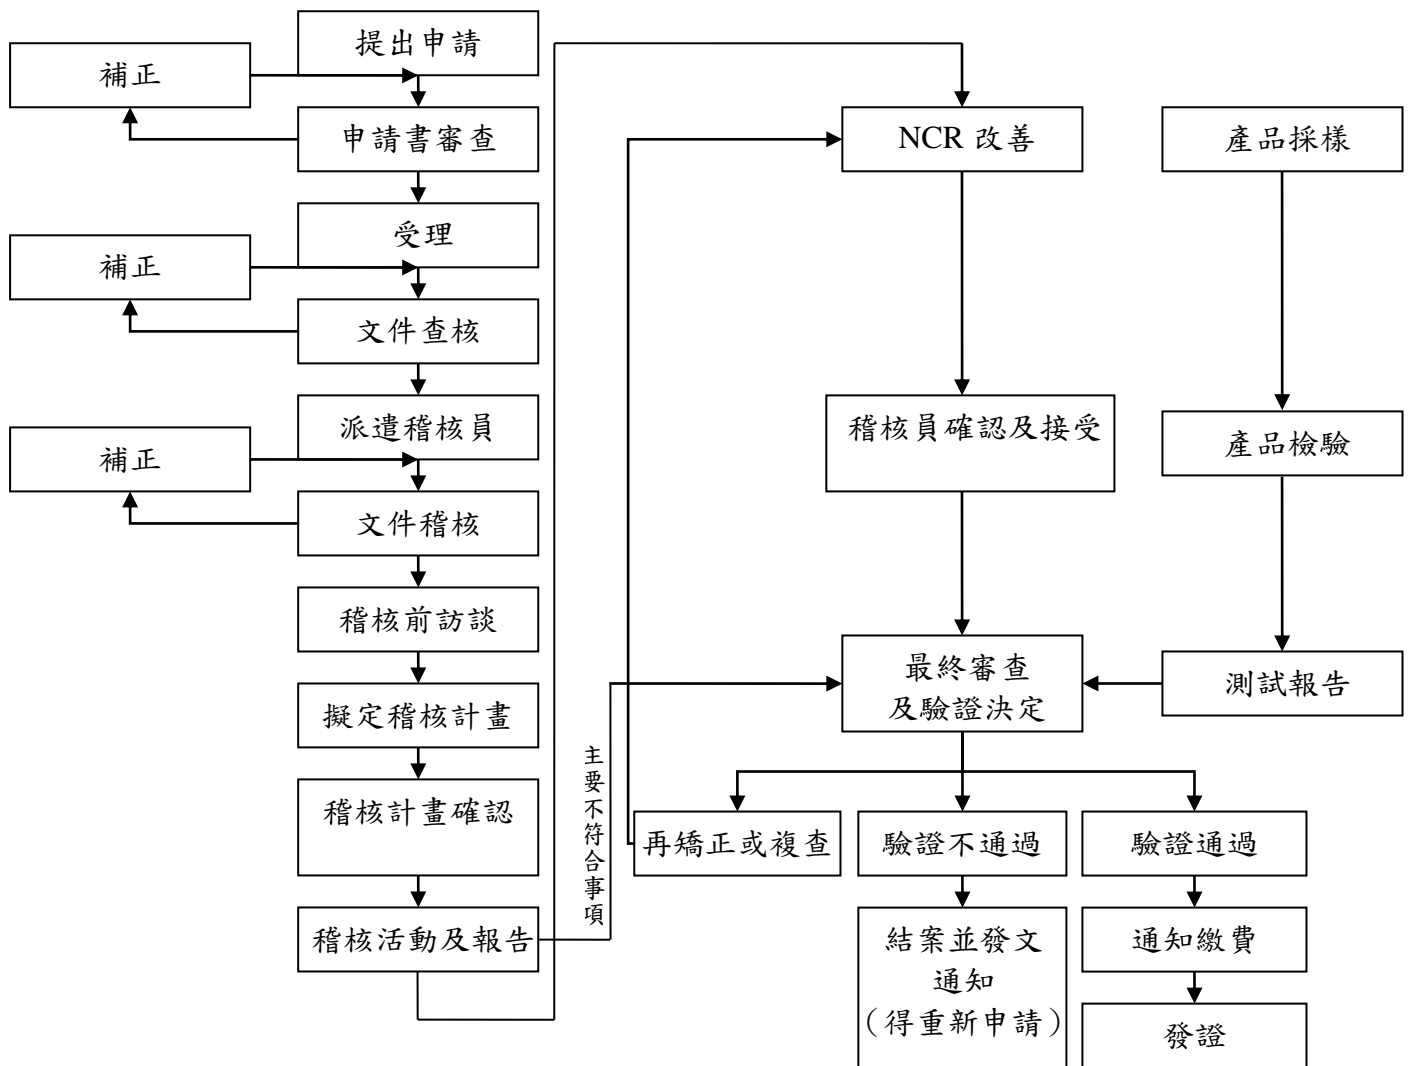 提出申請
補正
申請書審查
受理
補正
文件查核
派遣稽核員
補正
文件稽核
稽核前訪談
擬定稽核計畫
稽核計畫確認
稽核活動及報告
主要不符合事項
NCR 改善
稽核員確認及接受
最終審查
及驗證決定
產品採樣
產品檢驗
測試報告
再矯正或複查
驗證不通過
驗證通過
結案並發文
通知
（得重新申請）
通知繳費
發證